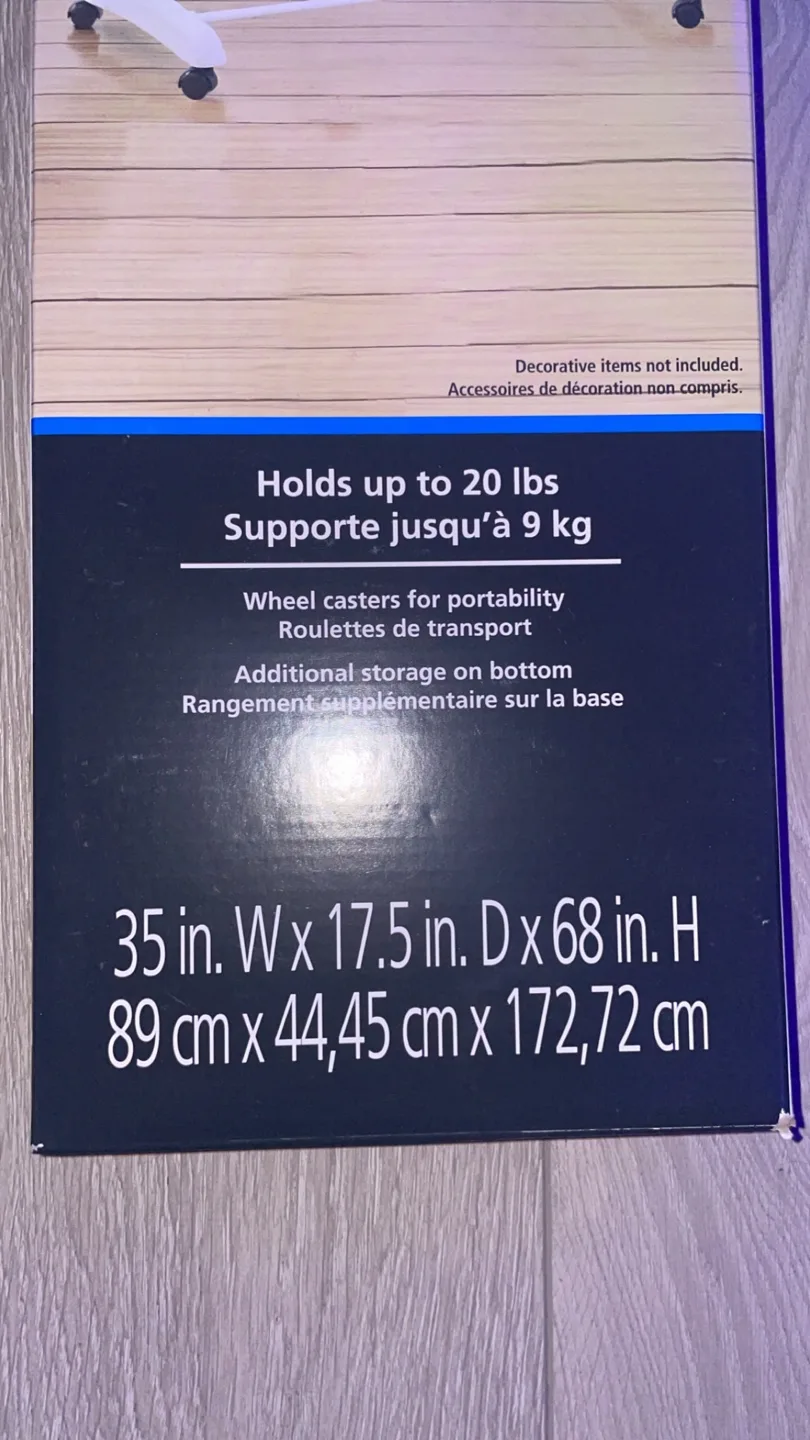 Decorative items not included.
Accessoires de décoration non compris.
Holds up to 20 lbs
Supporte jusqu’à 9 kg
Wheel casters for portability
Roulettes de transport
Additional storage on bottom
Rangement supplémentaire sur la base
35 in. W x 17.5 in. D x 68 in. H
89 cm x 44,45 cm x 172,72 cm